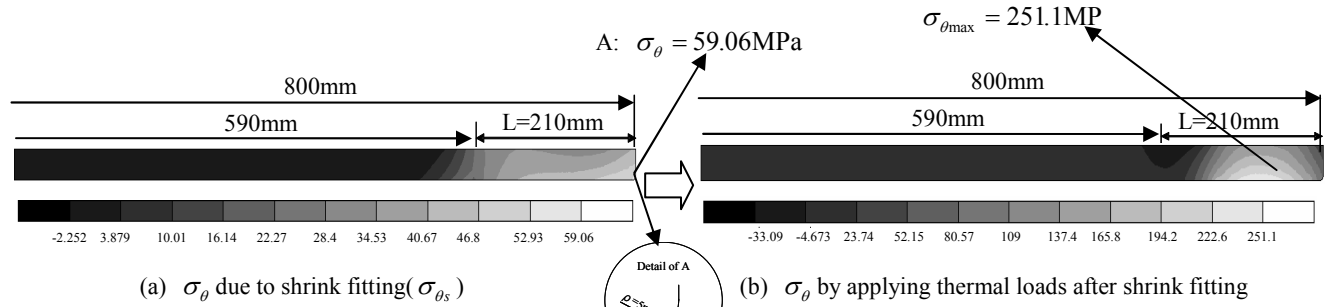 A: σθ = 59.06MPa
σθmax = 251.1MP
800mm
590mm
L=210mm
800mm
590mm
L=210mm
-2.252 3.879 10.01 16.14 22.27 28.4 34.53 40.67 46.8 52.93 59.06
-33.09 -4.673 23.74 52.15 80.57 109 137.4 165.8 194.2 222.6 251.1
Detail of A
(a) σθ due to shrink fitting(σθs)
(b) σθ by applying thermal loads after shrink fitting